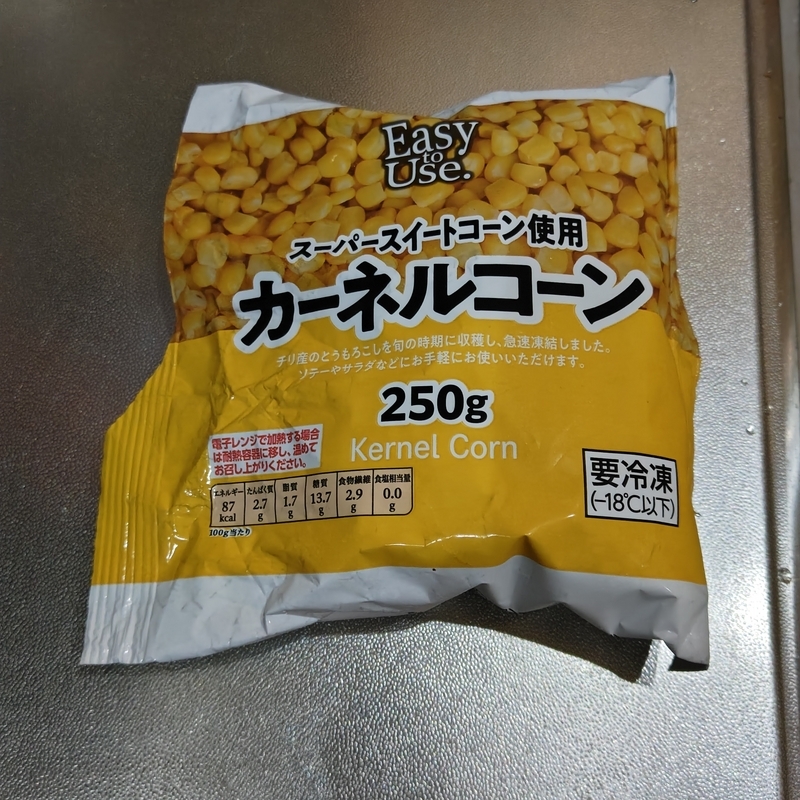 Easy
to
Use.
スーパースイートコーン使用
カーネルコーン
チリ産のとうもろこしを旬の時期に収穫し、急速凍結しました。
ソテーやサラダなどにお手軽にお使いいただけます。
250g
Kernel Corn
電子レンジで加熱する場合
は耐熱容器に移し、温めて
お召し上がりください。
エネルギー たんぱく質 脂質 糖質 食物繊維 食塩相当量
87 2.7 1.7 13.7 2.9 0.0
kcal g g g g g
100g当たり
要冷凍
(−18℃以下)